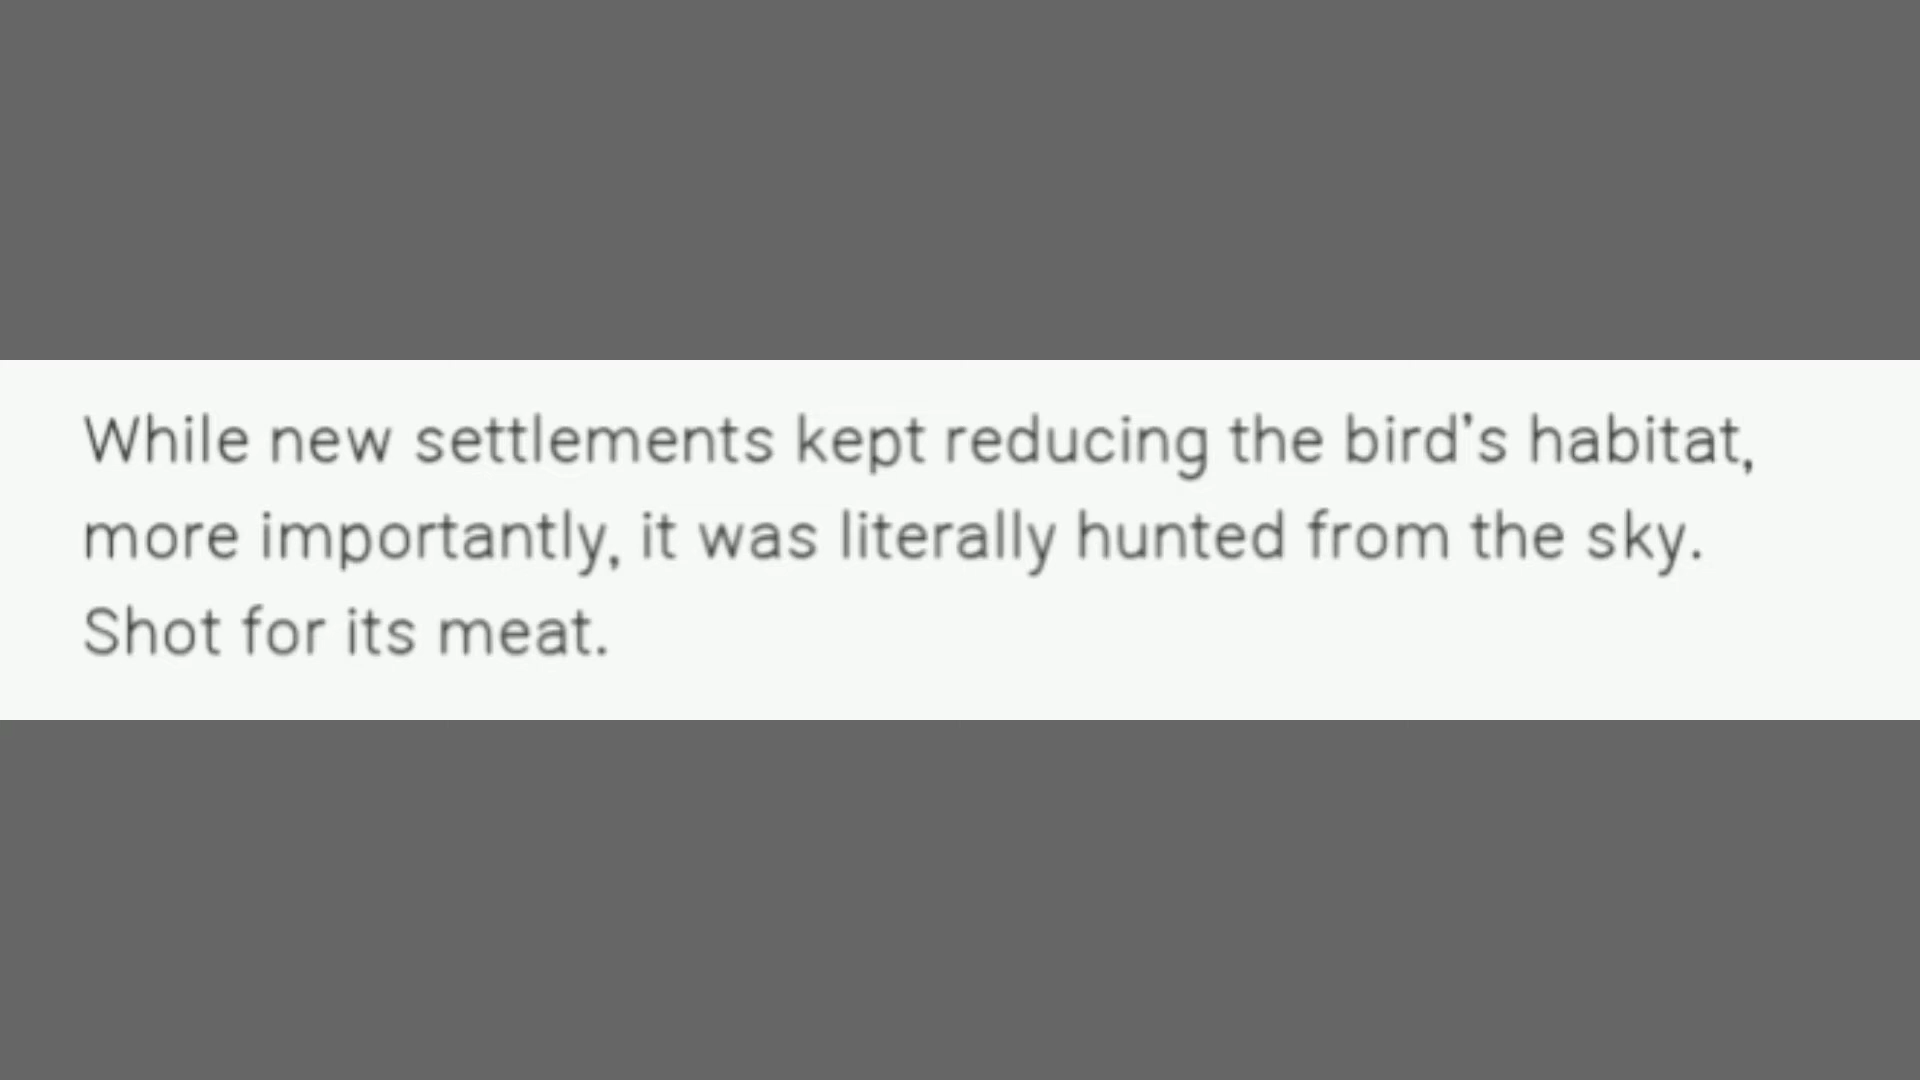 While new settlements kept reducing the bird’s habitat,
more importantly, it was literally hunted from the sky.
Shot for its meat.